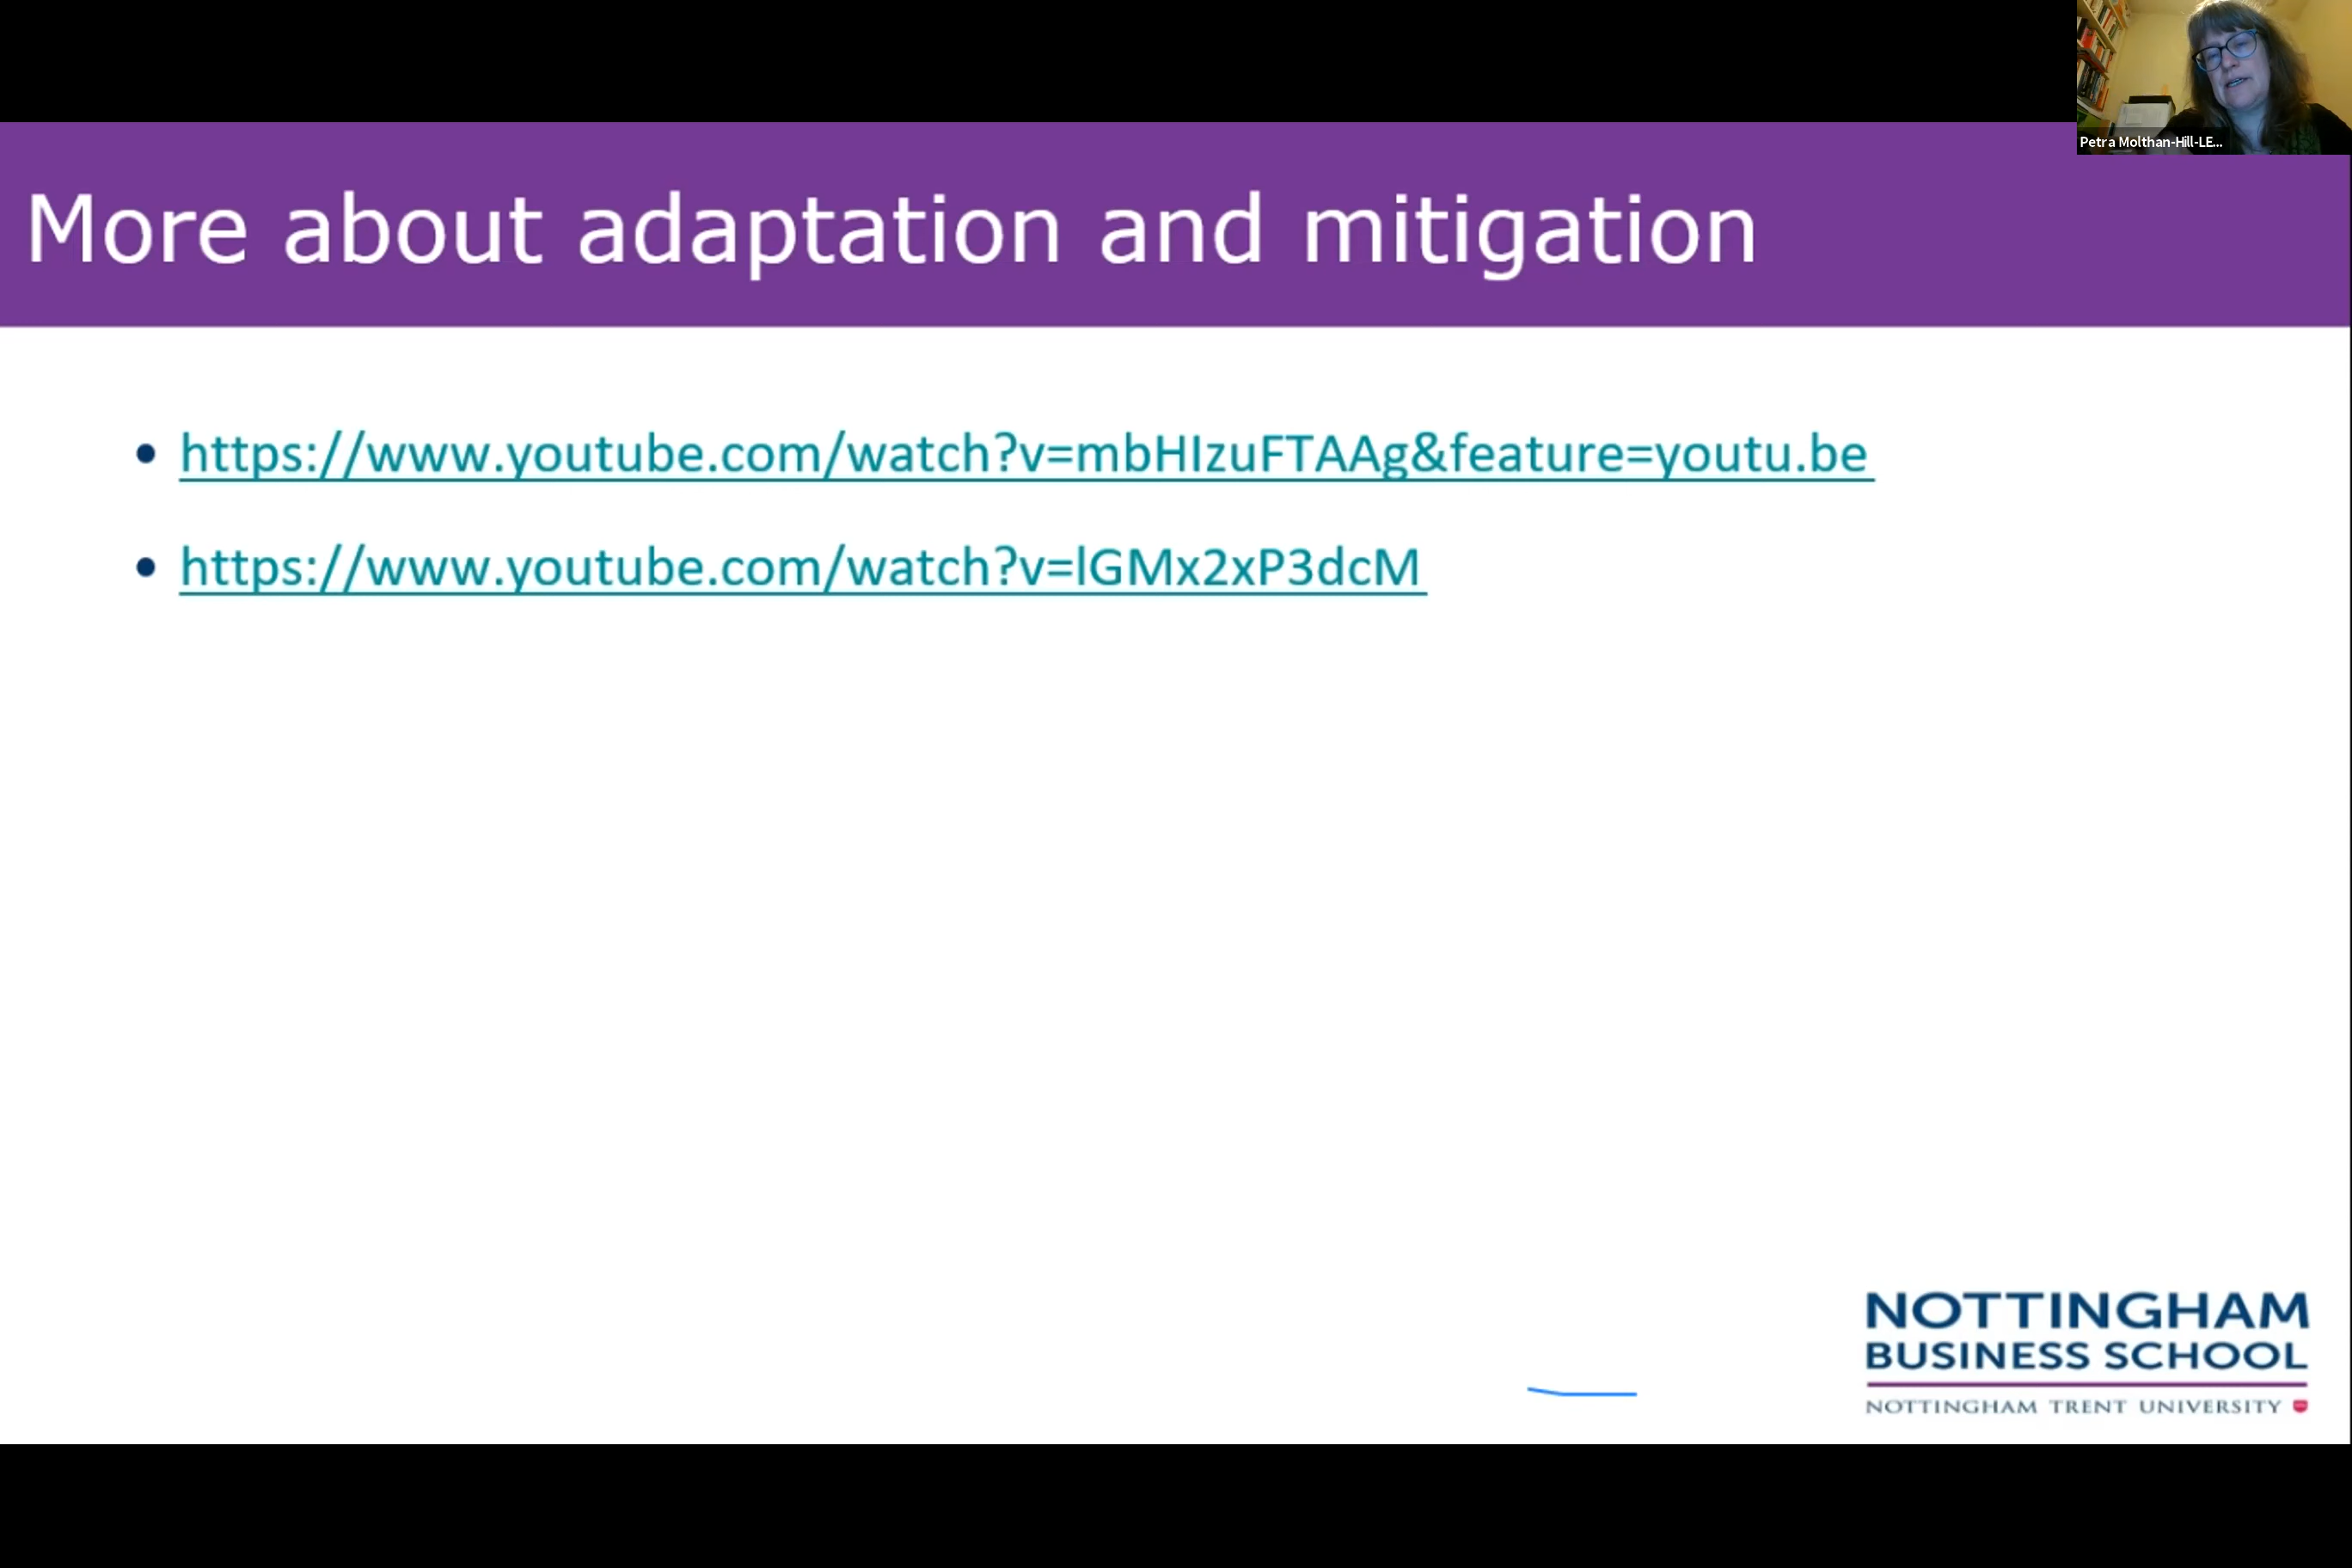 Petra Molthan-Hill-LE...
More about adaptation and mitigation
• https://www.youtube.com/watch?v=mbHIzuFTAAg&feature=youtu.be
• https://www.youtube.com/watch?v=lGMx2xP3dcM
NOTTINGHAM
BUSINESS SCHOOL
NOTTINGHAM TRENT UNIVERSITY